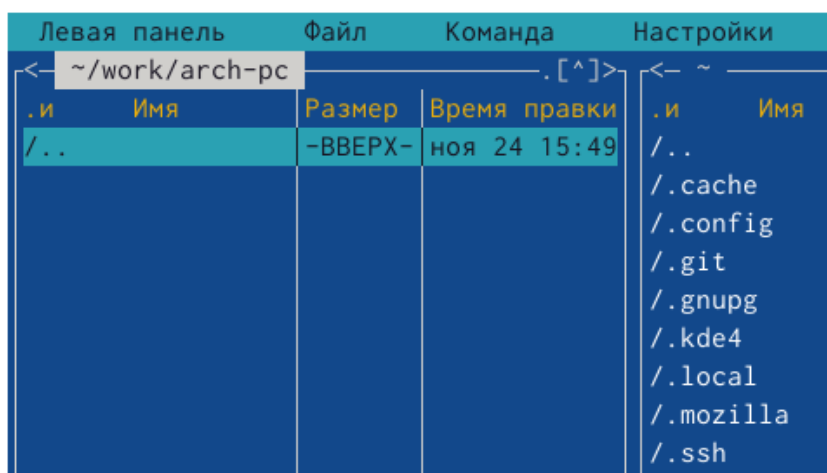 Левая панель Файл Команда Настройки
<— ~/work/arch-pc .[^]> <— ~
.и Имя Размер Время правки .и Имя
/.. -ВВЕРХ- ноя 24 15:49 /..
/.cache
/.config
/.git
/.gnupg
/.kde4
/.local
/.mozilla
/.ssh